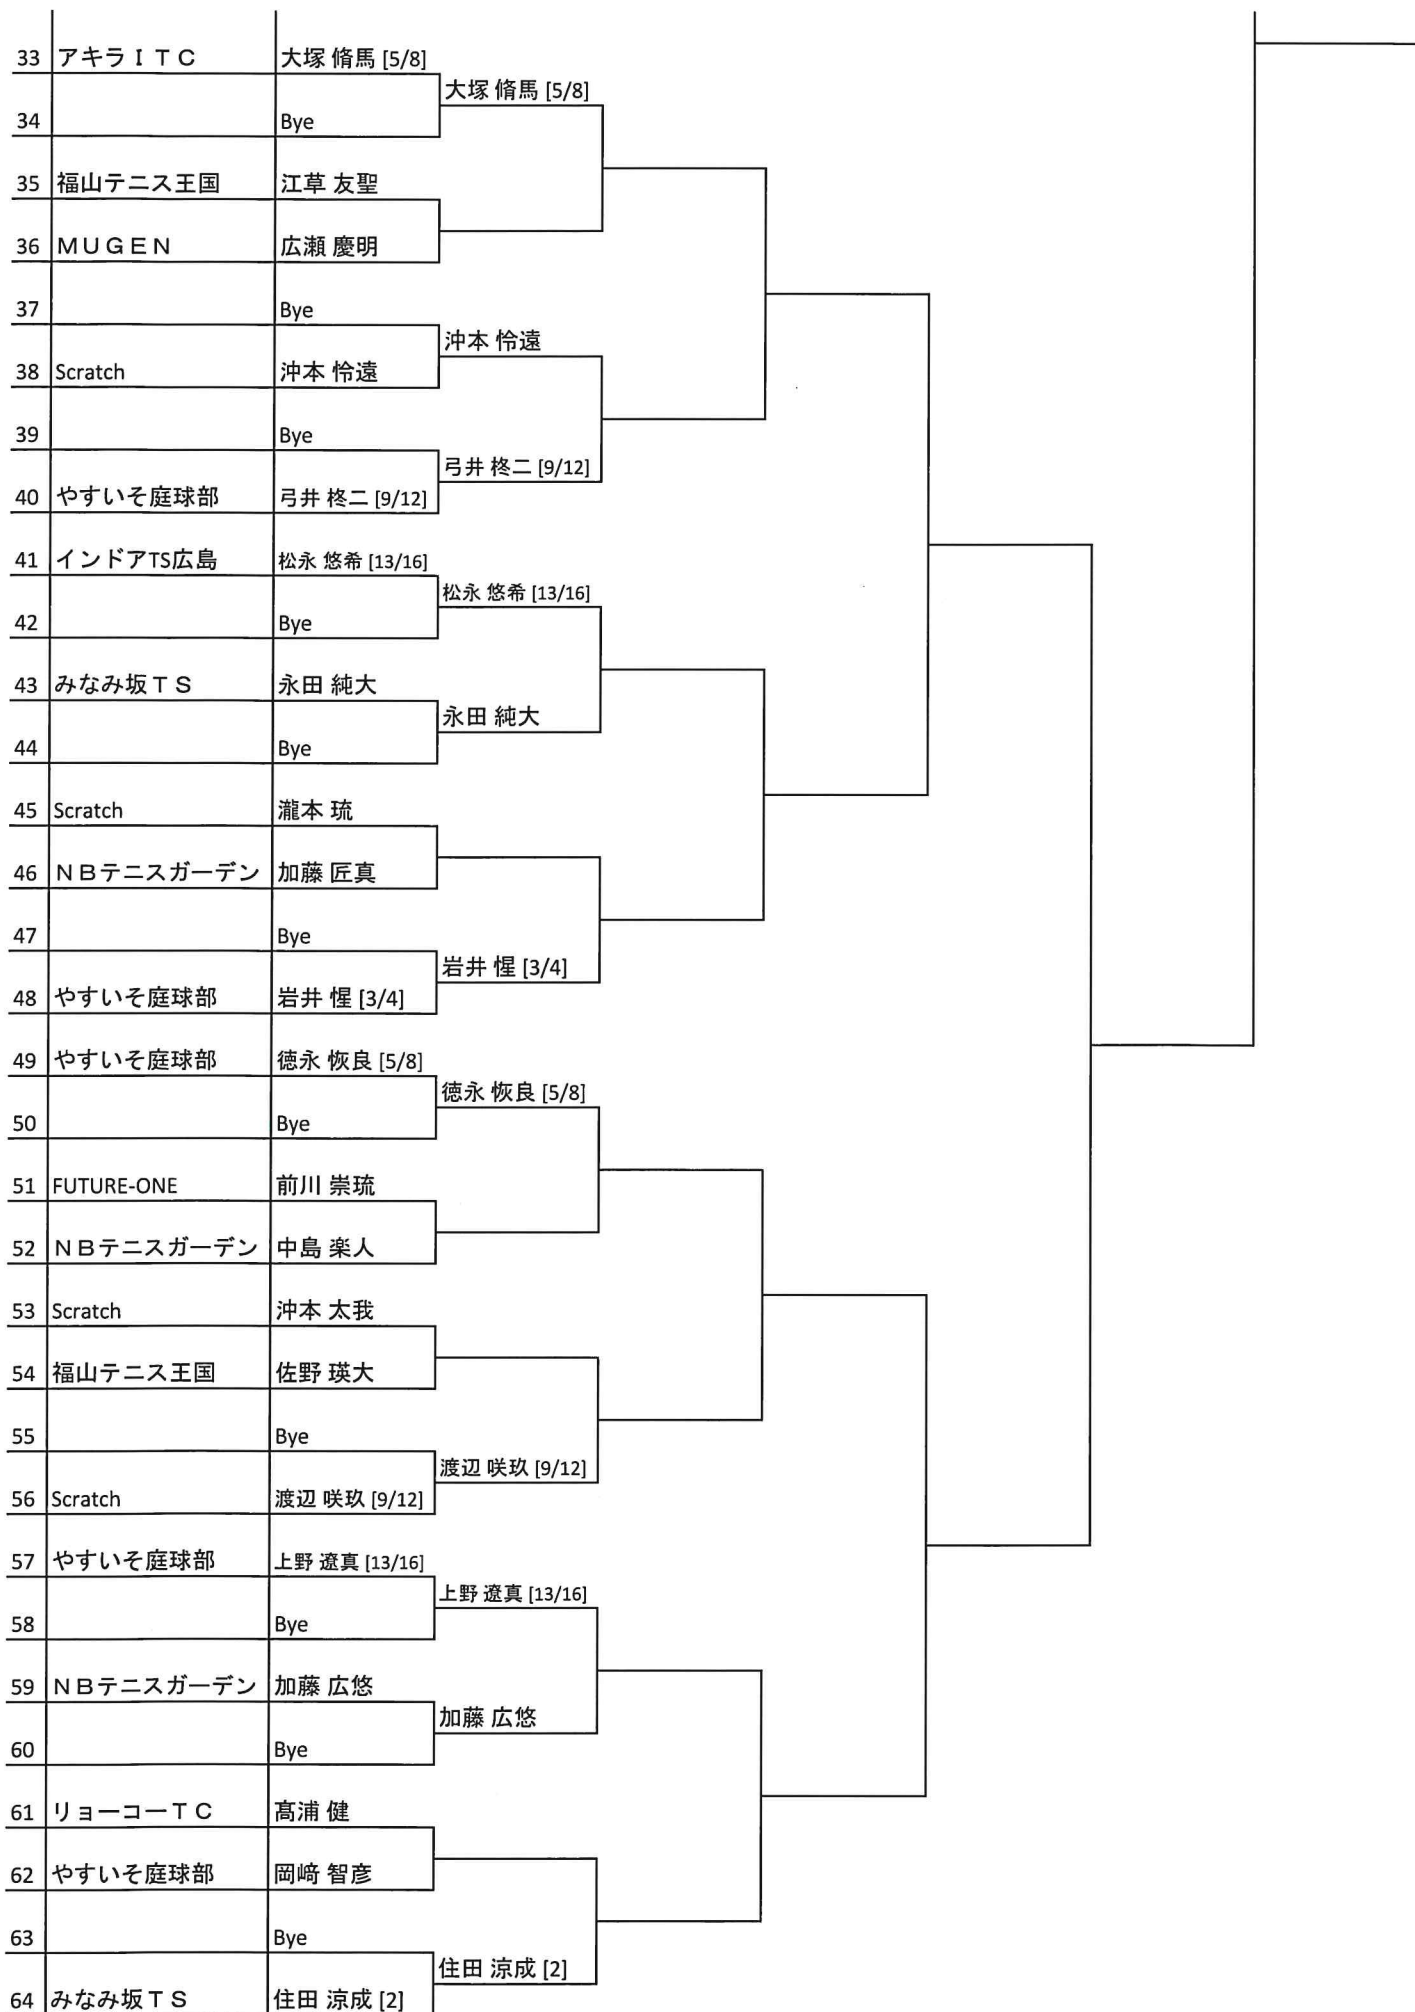 33 アキラＩＴＣ 大塚 脩馬 [5/8]
大塚 脩馬 [5/8]
34 Bye
35 福山テニス王国 江草 友聖
36 ＭＵＧＥＮ 広瀬 慶明
37 Bye
沖本 怜遠
38 Scratch 沖本 怜遠
39 Bye
弓井 柊二 [9/12]
40 やすいそ庭球部 弓井 柊二 [9/12]
41 インドアTS広島 松永 悠希 [13/16]
松永 悠希 [13/16]
42 Bye
43 みなみ坂ＴＳ 永田 純大
永田 純大
44 Bye
45 Scratch 瀧本 琉
46 ＮＢテニスガーデン 加藤 匠真
47 Bye
岩井 惺 [3/4]
48 やすいそ庭球部 岩井 惺 [3/4]
49 やすいそ庭球部 徳永 恢良 [5/8]
徳永 恢良 [5/8]
50 Bye
51 FUTURE-ONE 前川 崇琉
52 ＮＢテニスガーデン 中島 楽人
53 Scratch 沖本 太我
54 福山テニス王国 佐野 瑛大
55 Bye
渡辺 咲玖 [9/12]
56 Scratch 渡辺 咲玖 [9/12]
57 やすいそ庭球部 上野 遼真 [13/16]
上野 遼真 [13/16]
58 Bye
59 ＮＢテニスガーデン 加藤 広悠
加藤 広悠
60 Bye
61 リョーコーＴＣ 髙浦 健
62 やすいそ庭球部 岡﨑 智彦
63 Bye
住田 涼成 [2]
64 みなみ坂ＴＳ 住田 涼成 [2]